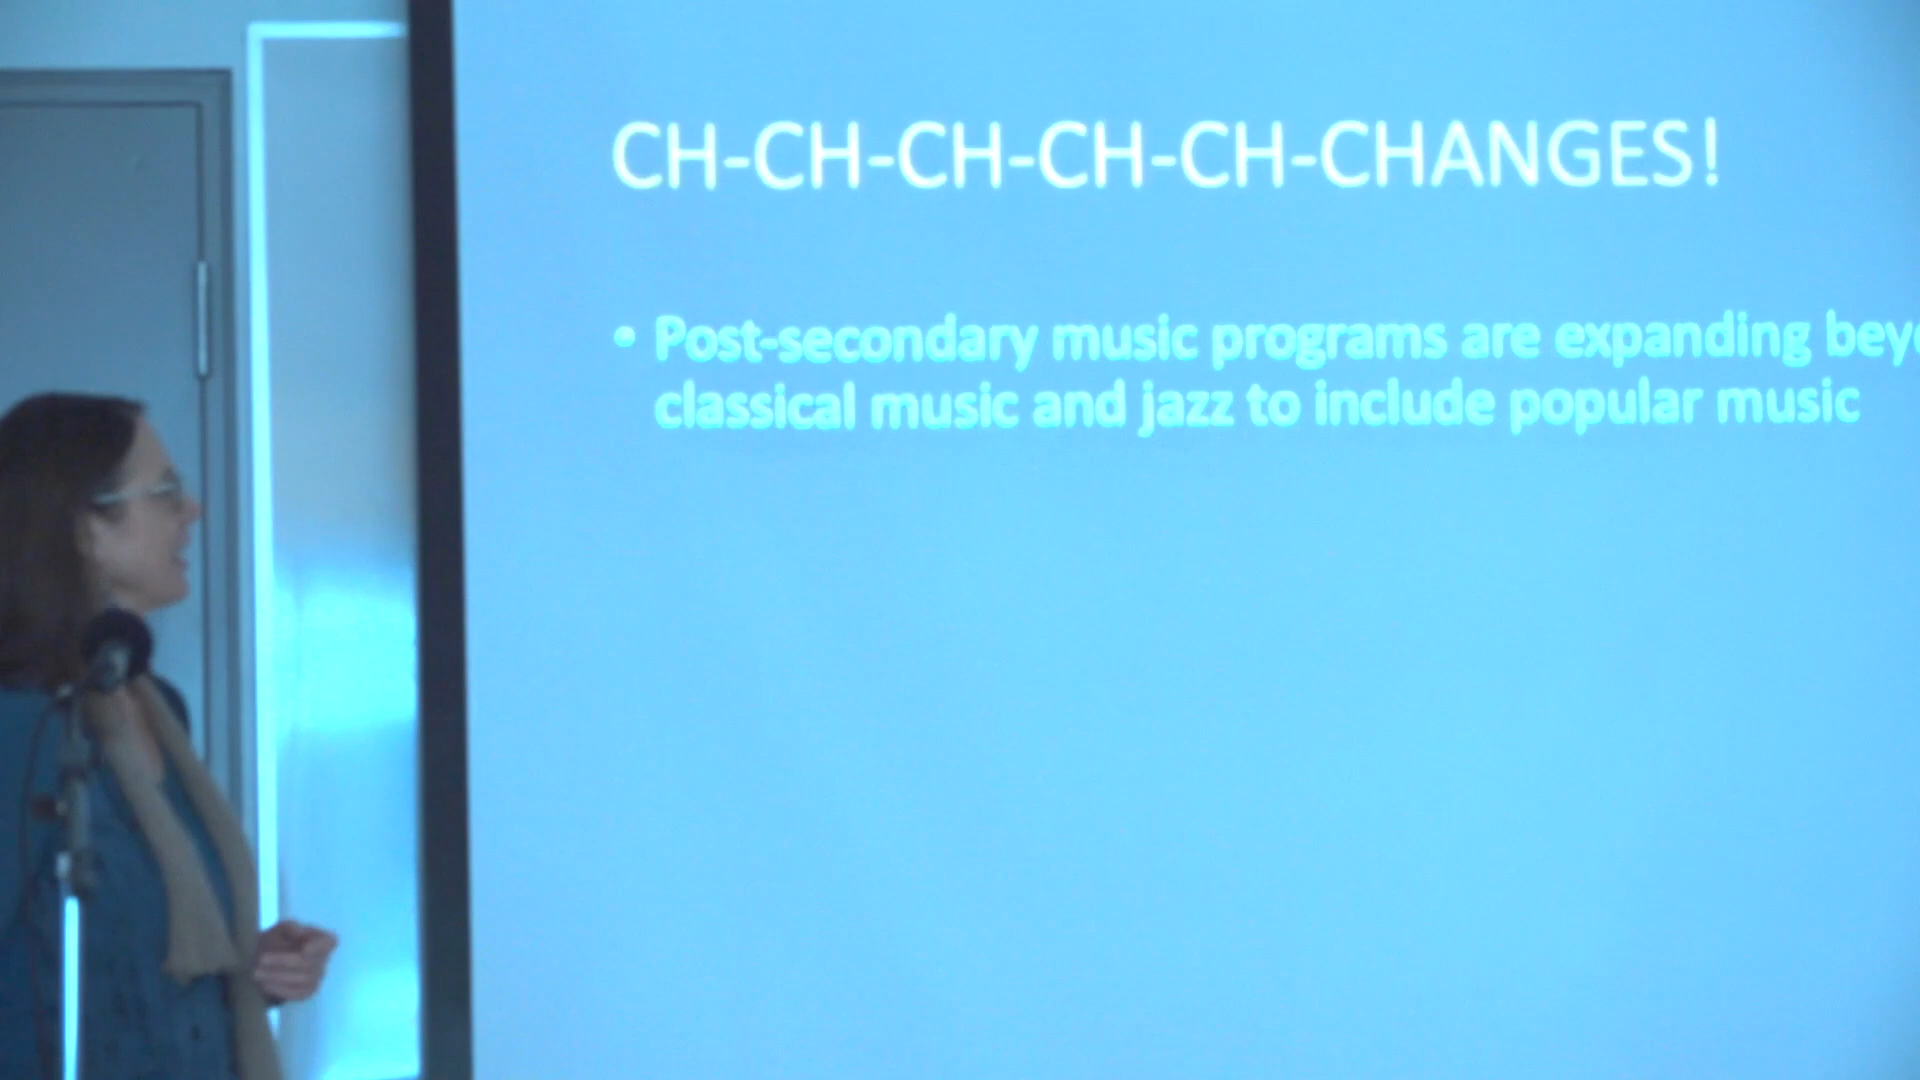 CH-CH-CH-CH-CH-CHANGES!
• Post-secondary music programs are expanding
classical music and jazz to include popular music